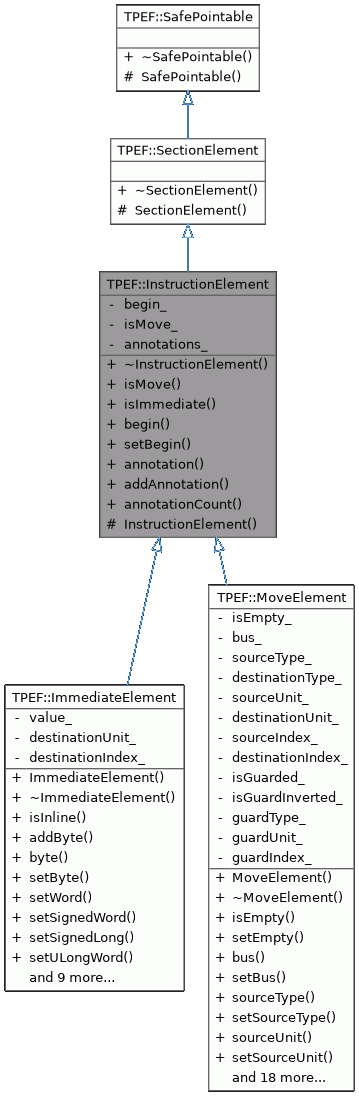 TPEF::SafePointable
+ ~SafePointable()
# SafePointable()
TPEF::SectionElement
+ ~SectionElement()
# SectionElement()
TPEF::InstructionElement
- begin_
- isMove_
- annotations_
+ ~InstructionElement()
+ isMove()
+ isImmediate()
+ begin()
+ setBegin()
+ annotation()
+ addAnnotation()
+ annotationCount()
# InstructionElement()
TPEF::ImmediateElement
- value_
- destinationUnit_
- destinationIndex_
+ ImmediateElement()
+ ~ImmediateElement()
+ isInline()
+ addByte()
+ byte()
+ setByte()
+ setWord()
+ setSignedWord()
+ setSignedLong()
+ setULongWord()
and 9 more...
TPEF::MoveElement
- isEmpty_
- bus_
- sourceType_
- destinationType_
- sourceUnit_
- destinationUnit_
- sourceIndex_
- destinationIndex_
- isGuarded_
- isGuardInverted_
- guardType_
- guardUnit_
- guardIndex_
+ MoveElement()
+ ~MoveElement()
+ isEmpty()
+ setEmpty()
+ bus()
+ setBus()
+ sourceType()
+ setSourceType()
+ sourceUnit()
+ setSourceUnit()
and 18 more...